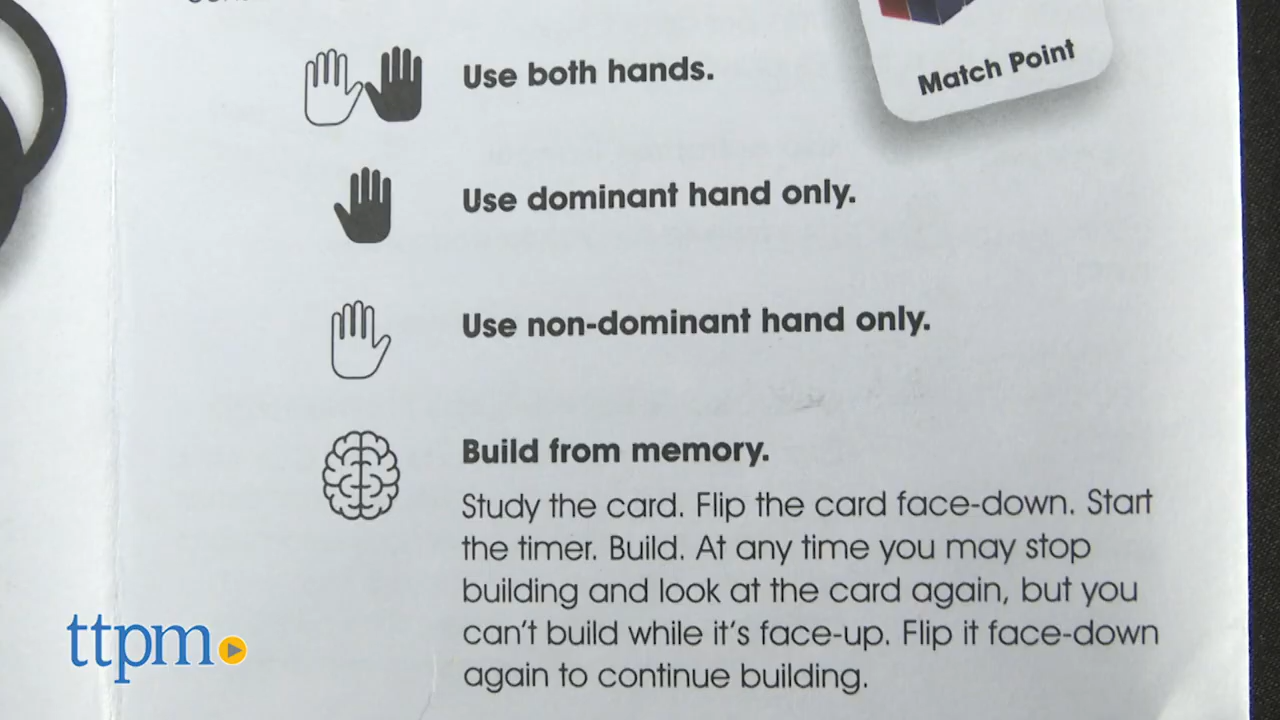 Match Point
Use both hands.
Use dominant hand only.
Use non-dominant hand only.
Build from memory.
Study the card. Flip the card face-down. Start
the timer. Build. At any time you may stop
building and look at the card again, but you
can't build while it's face-up. Flip it face-down
again to continue building.
ttpm